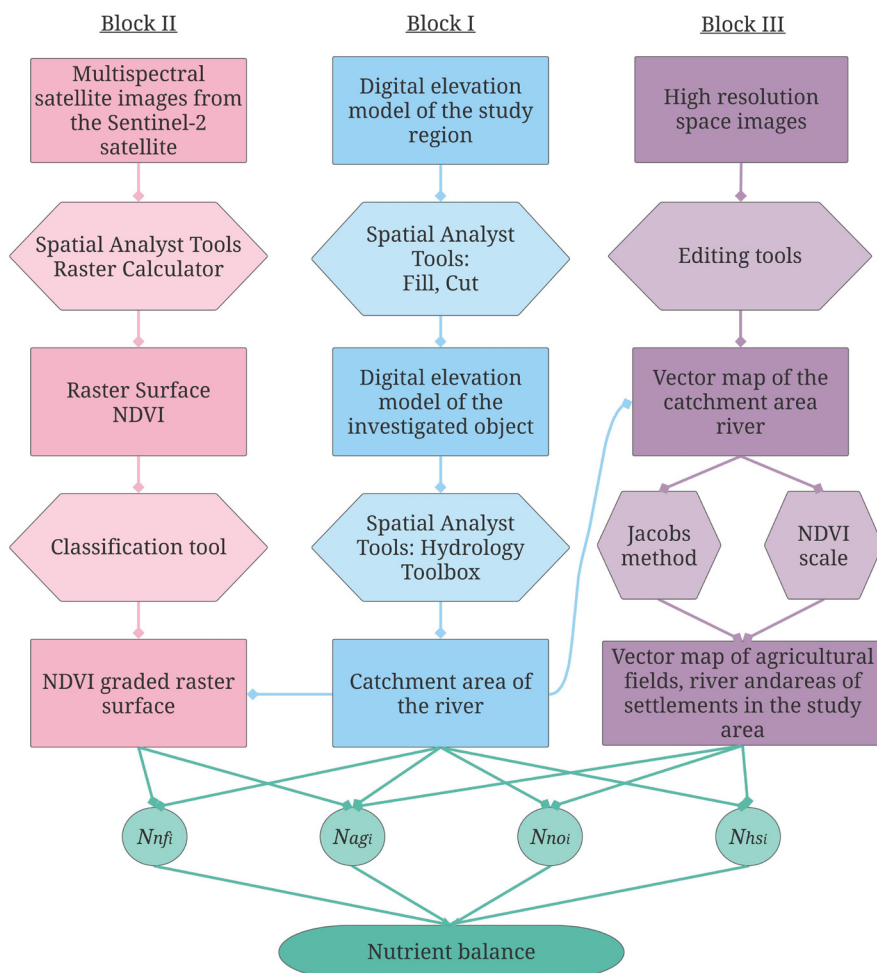 Block II
Block I
Block III
Multispectral
satellite images from
the Sentinel-2
satellite
Digital elevation
model of the study
region
High resolution
space images
Spatial Analyst Tools
Raster Calculator
Spatial Analyst
Tools:
Fill, Cut
Editing tools
Raster Surface
NDVI
Digital elevation
model of the
investigated object
Vector map of the
catchment area
river
Classification tool
Spatial Analyst
Tools: Hydrology
Toolbox
Jacobs
method
NDVI
scale
NDVI graded raster
surface
Catchment area of
the river
Vector map of agricultural
fields, river andareas of
settlements in the study
area
Nnfi
Nagi
Nnoi
Nhsi
Nutrient balance